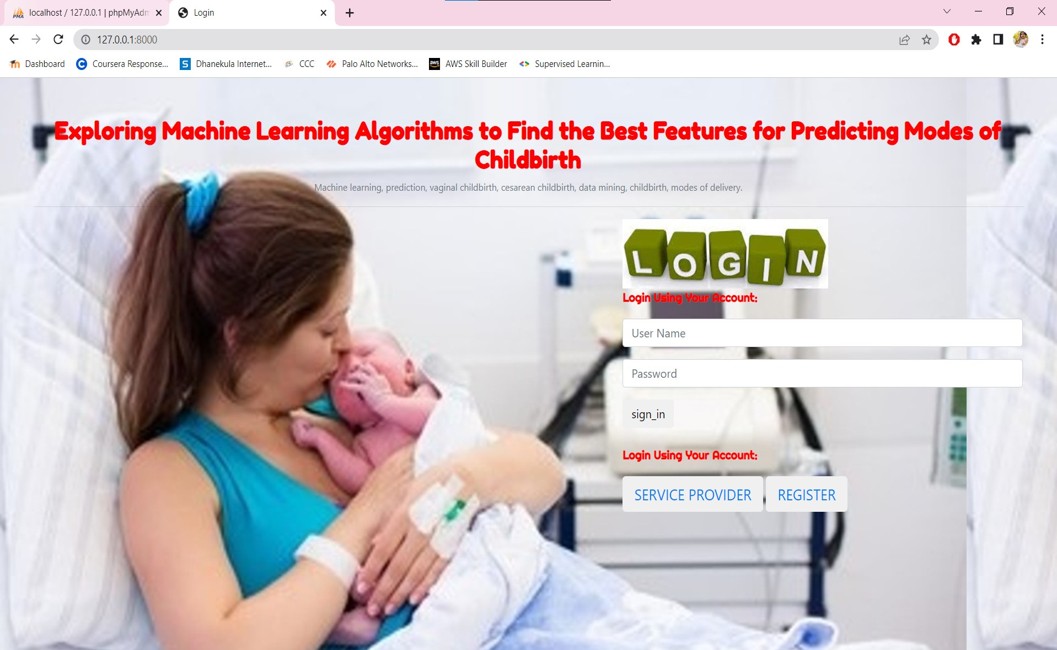 localhost / 127.0.0.1 | phpMyAdm
Login
127.0.0.1:8000
Dashboard
Coursera Response...
Dhanekula Internet...
CCC
Palo Alto Networks...
AWS Skill Builder
Supervised Learnin...
Exploring Machine Learning Algorithms to Find the Best Features for Predicting Modes of
Childbirth
Machine learning, prediction, vaginal childbirth, cesarean childbirth, data mining, childbirth, modes of delivery.
LOGIN
Login Using Your Account:
User Name
Password
sign_in
Login Using Your Account:
SERVICE PROVIDER
REGISTER